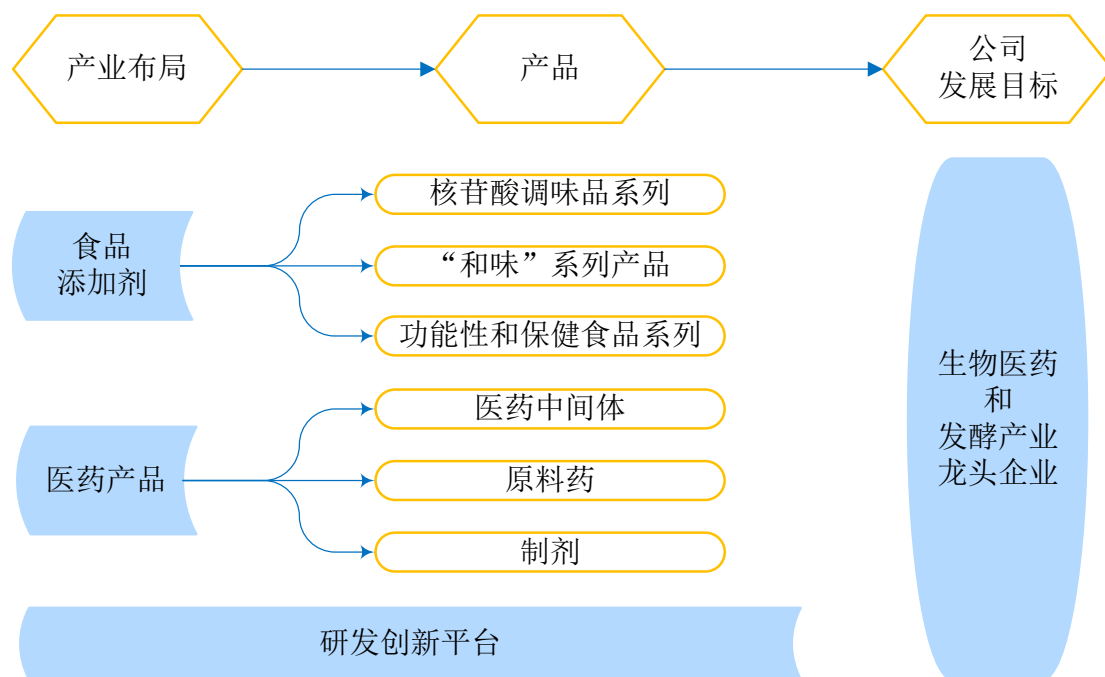 产业布局
产品
公司
发展目标
食品
添加剂
核苷酸调味品系列
“和味”系列产品
功能性和保健食品系列
医药产品
医药中间体
原料药
制剂
生物医药
和
发酵产业
龙头企业
研发创新平台